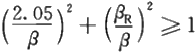 (2.05/β)² + (β_R/β)² ⩾ 1